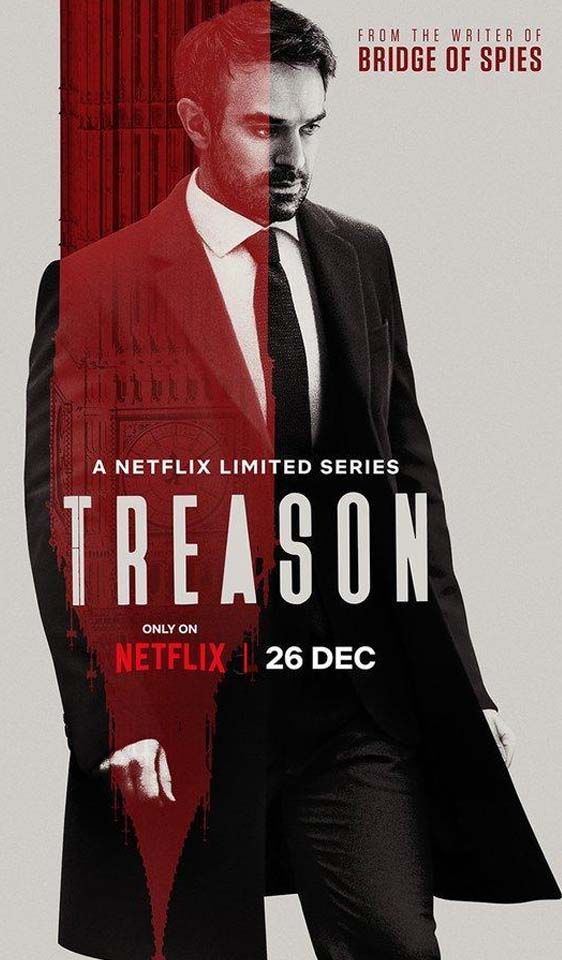 FROM THE WRITER OF
BRIDGE OF SPIES
A NETFLIX LIMITED SERIES
TREASON
ONLY ON
NETFLIX | 26 DEC